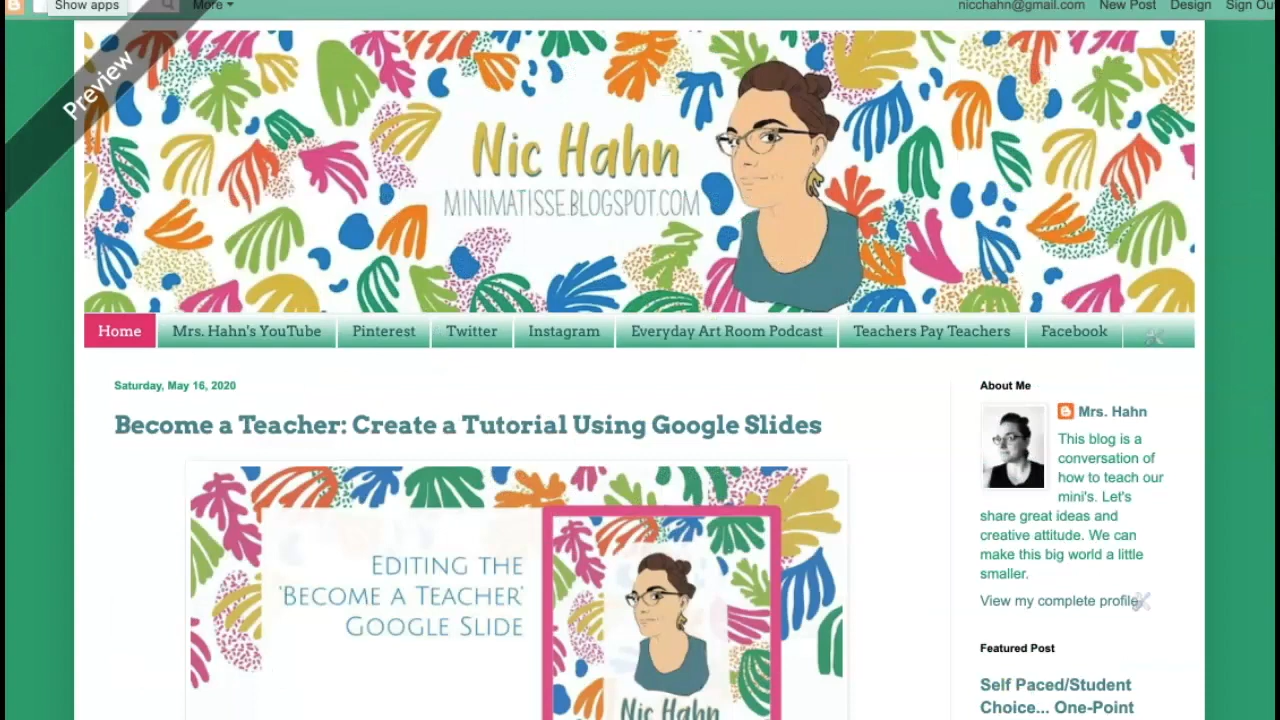 Show apps
More
nicchahn@gmail.com New Post Design Sign Ou
Preview
Nic Hahn
MINIMATISSE.BLOGSPOT.COM
Home Mrs. Hahn's YouTube Pinterest Twitter Instagram Everyday Art Room Podcast Teachers Pay Teachers Facebook
Saturday, May 16, 2020
Become a Teacher: Create a Tutorial Using Google Slides
EDITING THE
'BECOME A TEACHER'
GOOGLE SLIDE
Nic Hahn
About Me
Mrs. Hahn
This blog is a
conversation of
how to teach our
mini's. Let's
share great ideas and
creative attitude. We can
make this big world a little
smaller.
View my complete profile
Featured Post
Self Paced/Student
Choice... One-Point